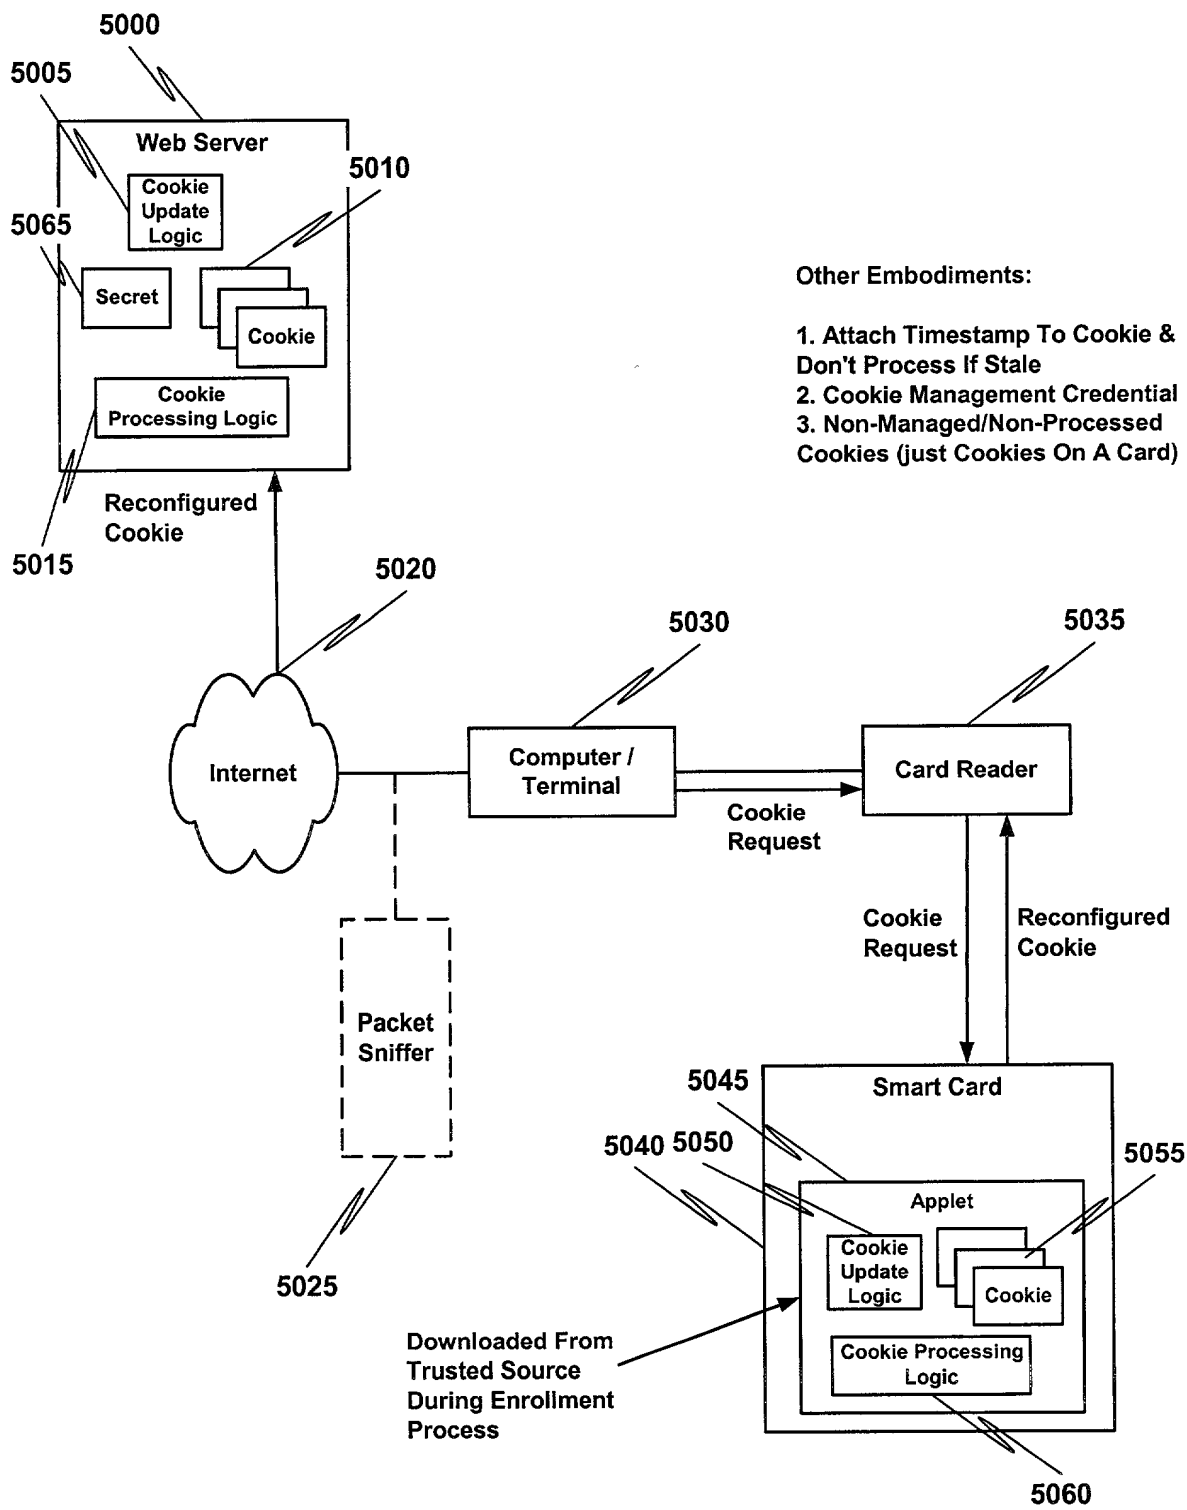 5000
5005
Web Server
5010
Cookie
Update
Logic
5065
Secret
Cookie
Cookie
Processing Logic
Other Embodiments:
1. Attach Timestamp To Cookie &
Don't Process If Stale
2. Cookie Management Credential
3. Non-Managed/Non-Processed
Cookies (just Cookies On A Card)
Reconfigured
Cookie
5015
5020
5030
5035
Internet
Computer /
Terminal
Card Reader
Cookie
Request
Cookie
Request
Reconfigured
Cookie
Packet
Sniffer
5025
5045
Smart Card
5040
5050
5055
Applet
Cookie
Update
Logic
Cookie
Cookie Processing
Logic
Downloaded From
Trusted Source
During Enrollment
Process
5060